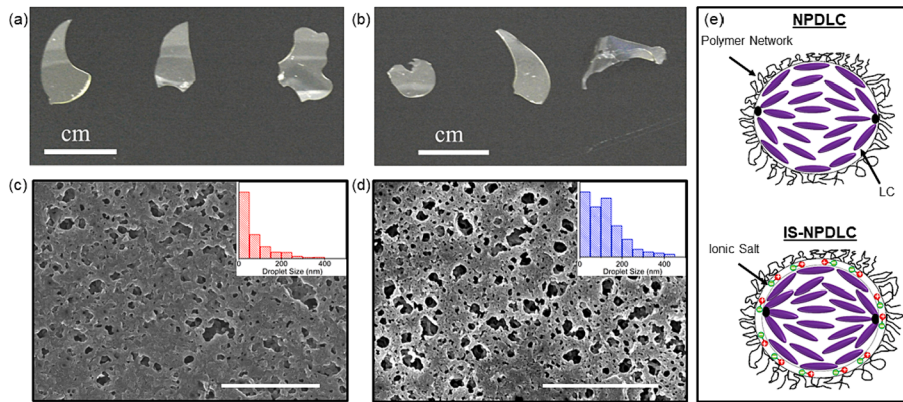 (a)
cm
(b)
cm
(c)
0
200
400
Droplet Size (nm)
(d)
0
200
400
Droplet Size (nm)
(e)
NPDLC
Polymer Network
LC
IS-NPDLC
Ionic Salt